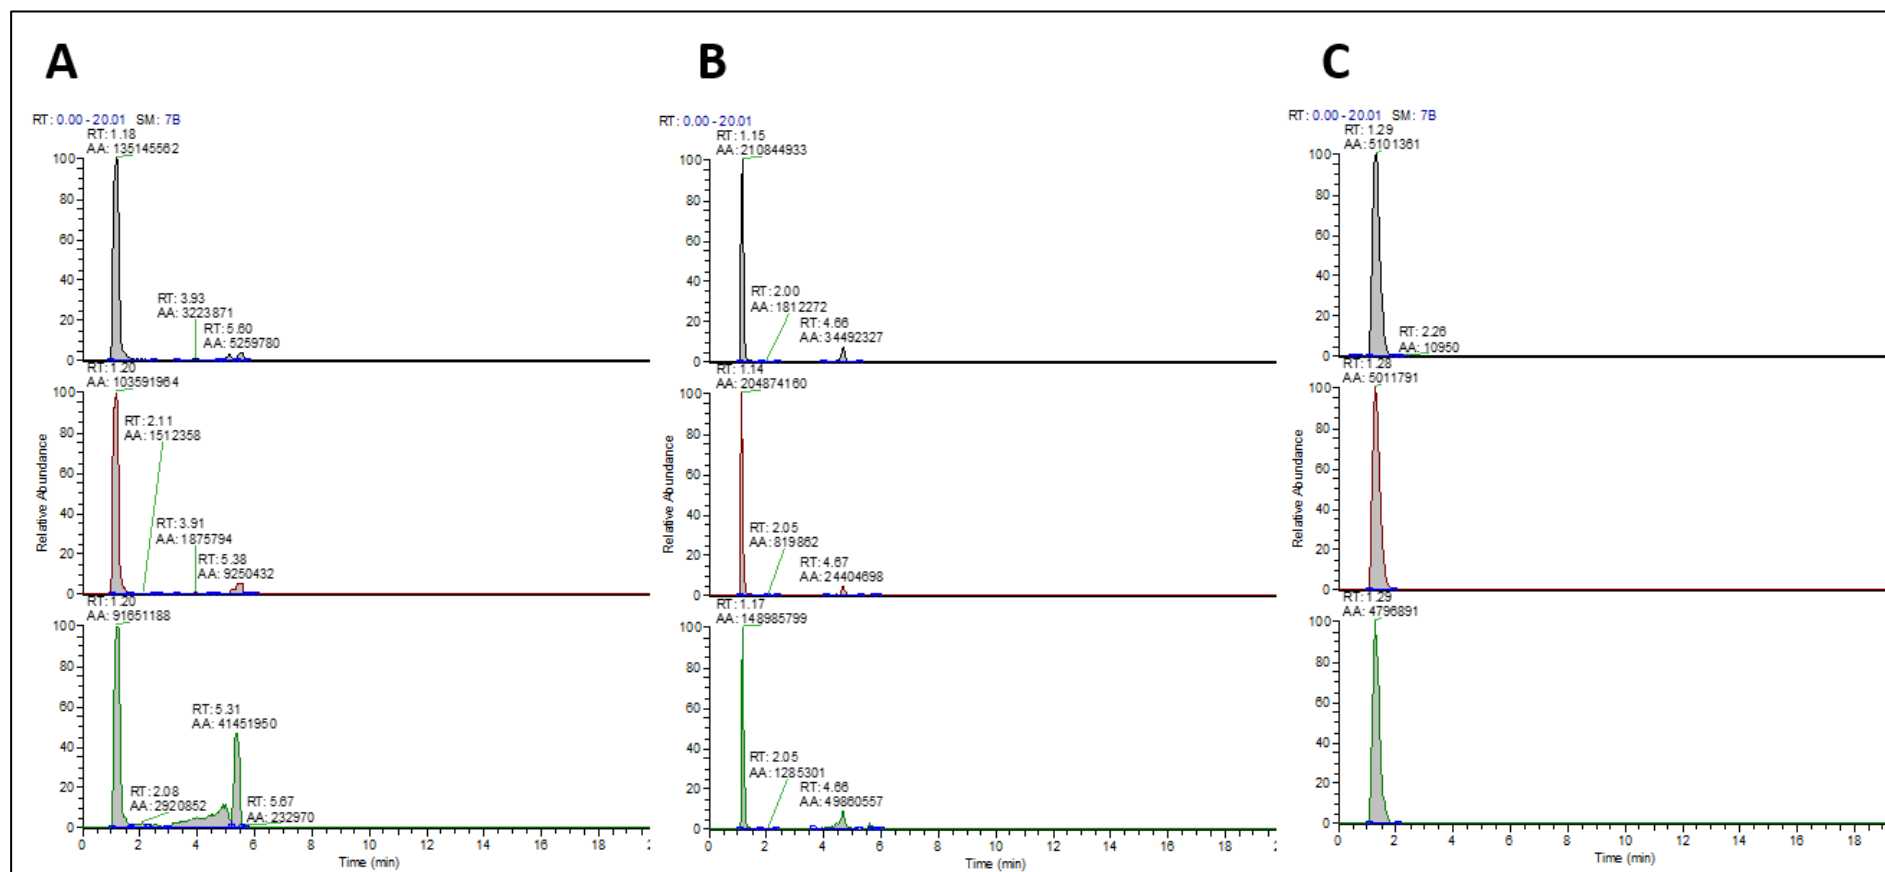 A
B
C
RT: 0.00 - 20.01 SM: 7B
RT: 1.18
AA: 135145562
100
80
60
40
20
0
RT: 3.93
AA: 3223871
RT: 5.60
AA: 5259780
RT: 1.20
AA: 103591964
100
80
60
40
20
0
RT: 2.11
AA: 1512358
RT: 3.91
AA: 1875794
RT: 5.38
AA: 9250432
Relative Abundance
RT: 1.20
AA: 91651188
100
80
60
40
20
0
RT: 5.31
AA: 41451950
RT: 2.08
AA: 2920852
RT: 5.67
AA: 232970
0 2 4 6 8 10 12 14 16 18
Time (min)
RT: 0.00 - 20.01
RT: 1.15
AA: 210844933
100
80
60
40
20
0
RT: 2.00
AA: 1812272
RT: 4.66
AA: 34492327
RT: 1.14
AA: 204874160
100
80
60
40
20
0
RT: 2.05
AA: 819862
RT: 4.67
AA: 24404698
Relative Abundance
RT: 1.17
AA: 148985799
100
80
60
40
20
0
RT: 2.05
AA: 1285301
RT: 4.66
AA: 49860557
0 2 4 6 8 10 12 14 16 18
Time (min)
RT: 0.00 - 20.01 SM: 7B
RT: 1.29
AA: 5101361
100
80
60
40
20
0
RT: 2.26
AA: 10950
RT: 1.28
AA: 5011791
100
80
60
40
20
0
Relative Abundance
RT: 1.29
AA: 4796891
100
80
60
40
20
0
0 2 4 6 8 10 12 14 16 18
Time (min)